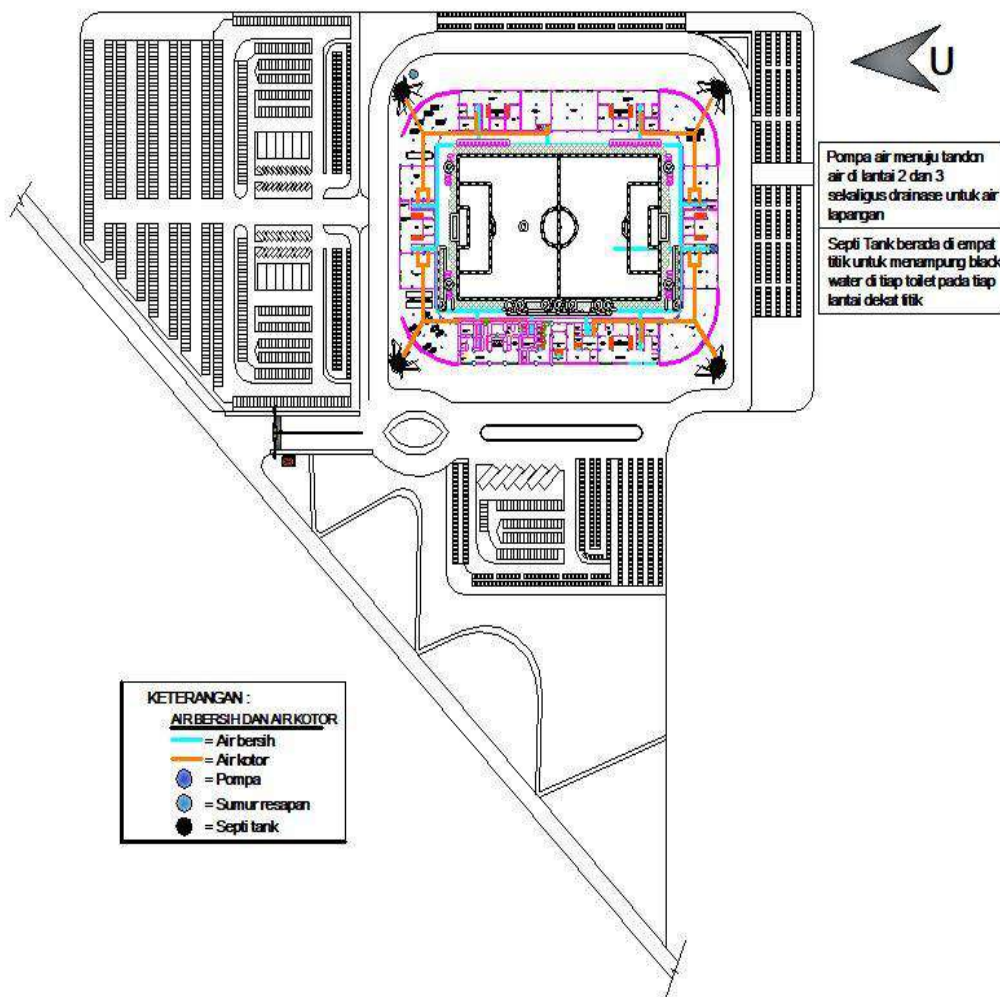 U
Pompa air menuju tandon
air di lantai 2 dan 3
sekaligus drainase untuk air
lapangan
Septi Tank berada di empat
titik untuk menampung black
water di tiap toilet pada tiap
lantai dekat titik
KETERANGAN :
AIR BERSIH DAN AIR KOTOR
= Air bersih
= Air kotor
= Pompa
= Sumur resapan
= Septi tank